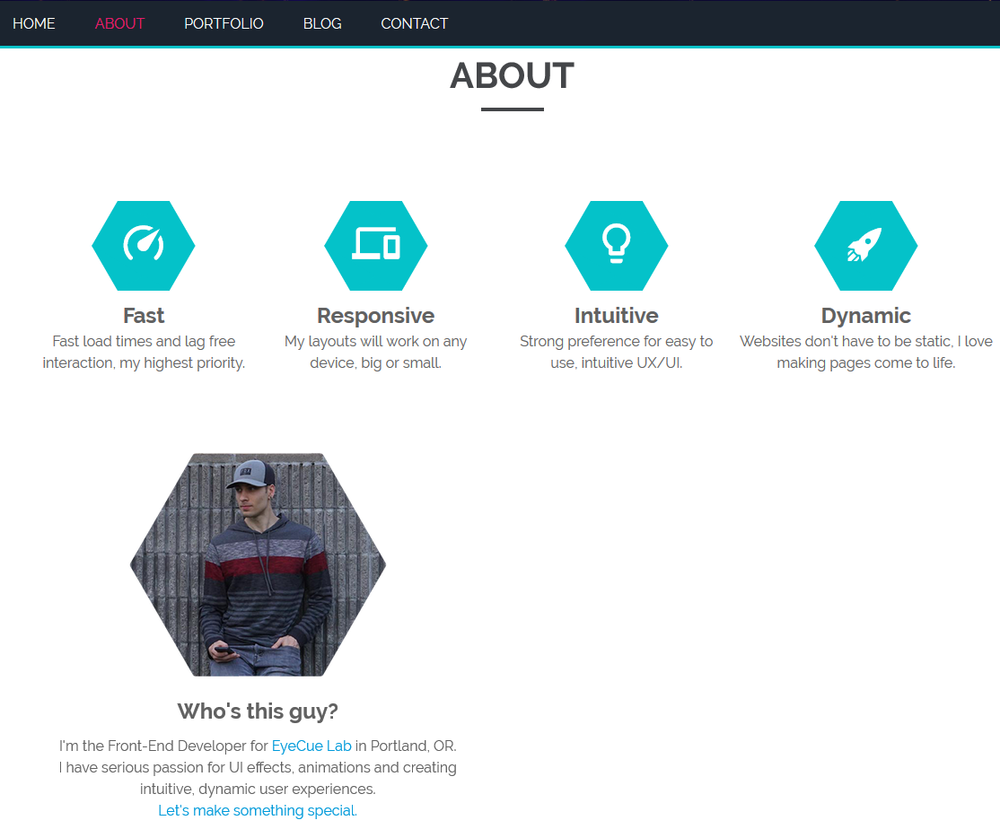 HOME ABOUT PORTFOLIO BLOG CONTACT
ABOUT
Fast
Fast load times and lag free
interaction, my highest priority.
Responsive
My layouts will work on any
device, big or small.
Intuitive
Strong preference for easy to
use, intuitive UX/UI.
Dynamic
Websites don't have to be static, I love
making pages come to life.
Who's this guy?
I'm the Front-End Developer for EyeCue Lab in Portland, OR.
I have serious passion for UI effects, animations and creating
intuitive, dynamic user experiences.
Let's make something special.